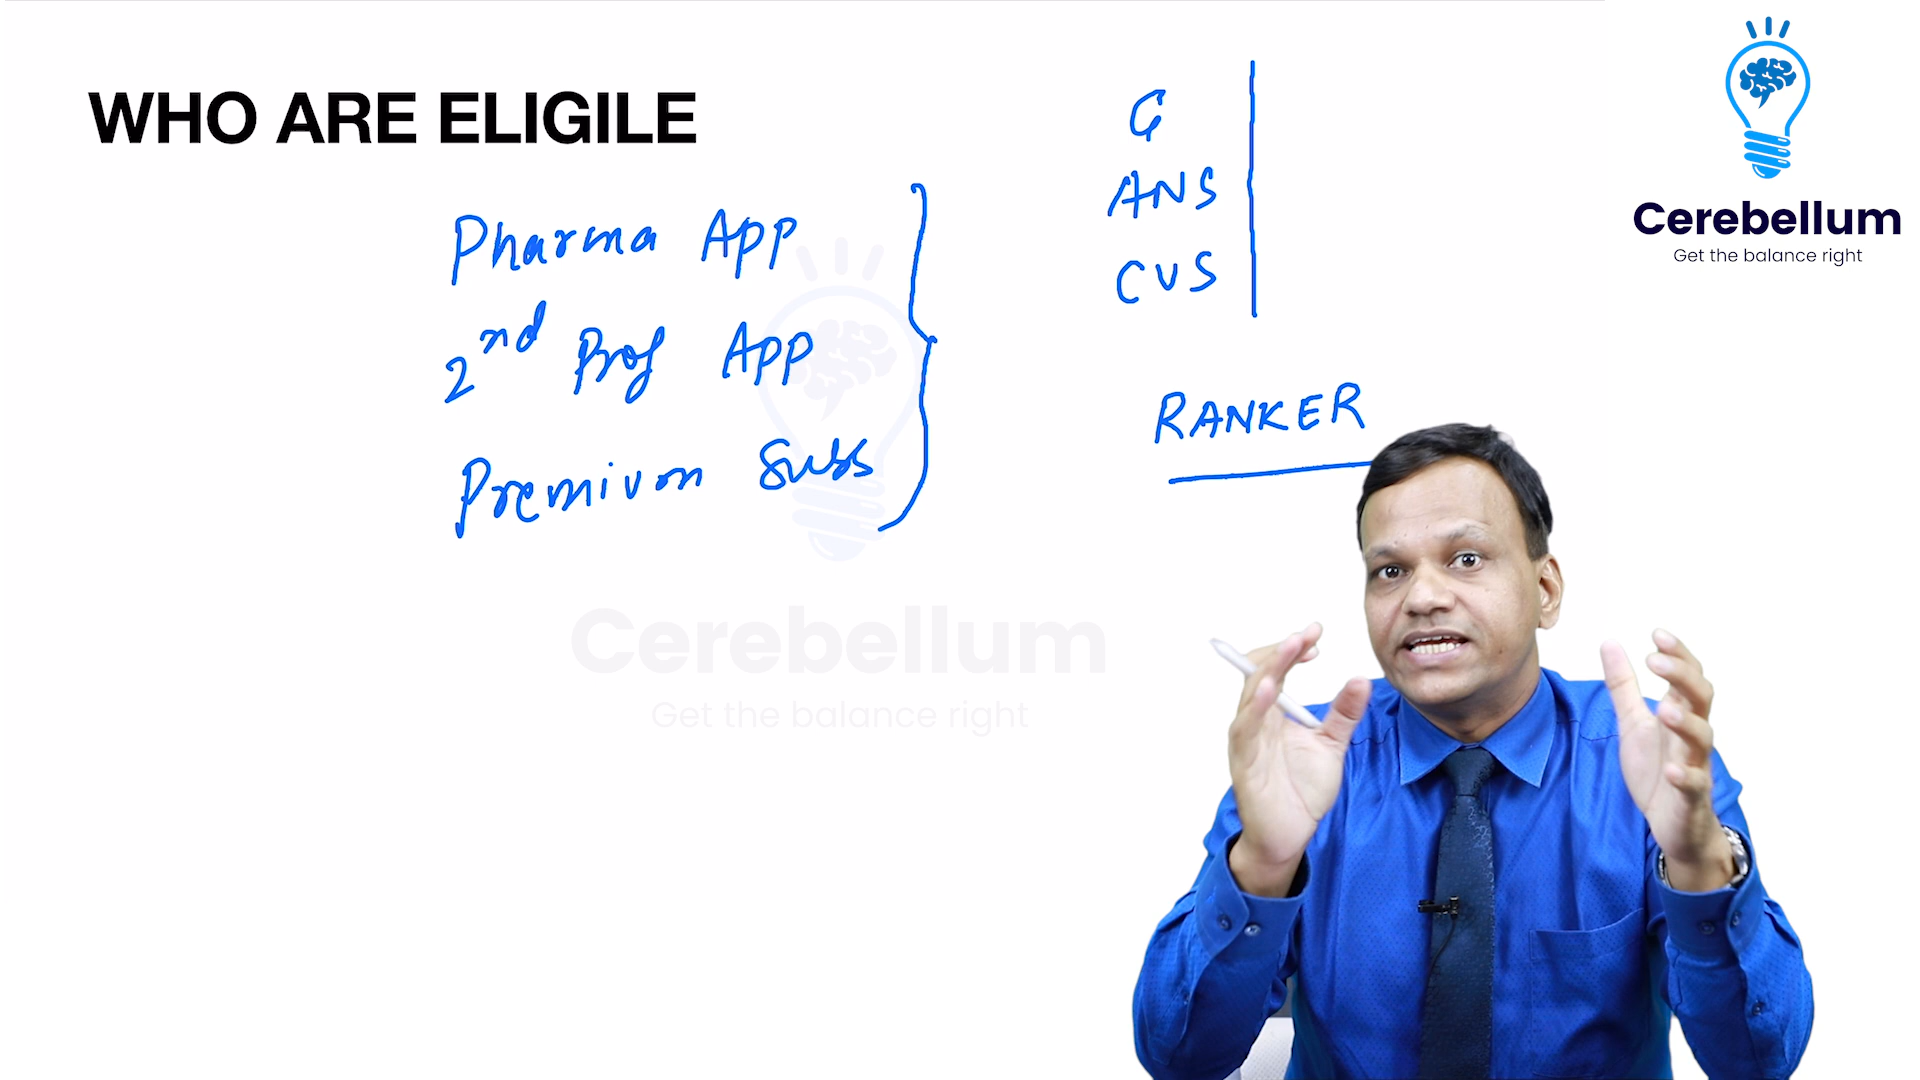 WHO ARE ELIGILE
Pharma App
2nd Prof App
Premium Subs
G
ANS
CVS
RANKER
Cerebellum
Get the balance right
Cerebellum
Get the balance right